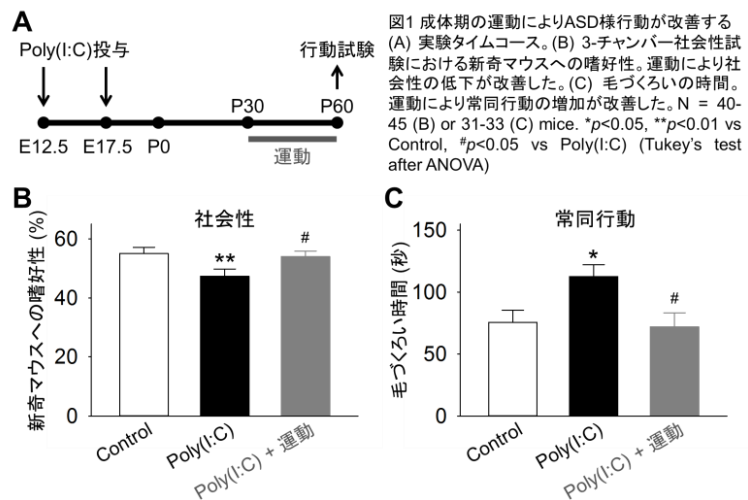 A
Poly(I:C)投与
行動試験
P30
P60
E12.5
E17.5
P0
運動
図1 成体期の運動によりASD様行動が改善する
(A) 実験タイムコース。(B) 3-チャンバー社会性試
験における新奇マウスへの嗜好性。運動により社
会性の低下が改善した。(C) 毛づくろいの時間。
運動により常同行動の増加が改善した。N = 40-
45 (B) or 31-33 (C) mice. *p<0.05, **p<0.01 vs
Control, #p<0.05 vs Poly(I:C) (Tukey's test
after ANOVA)
B
社会性
新奇マウスへの嗜好性 (%)
60
40
20
0
**
#
Control
Poly(I:C)
Poly(I:C) + 運動
C
常同行動
毛づくろい時間 (秒)
150
100
50
0
*
#
Control
Poly(I:C)
Poly(I:C) + 運動